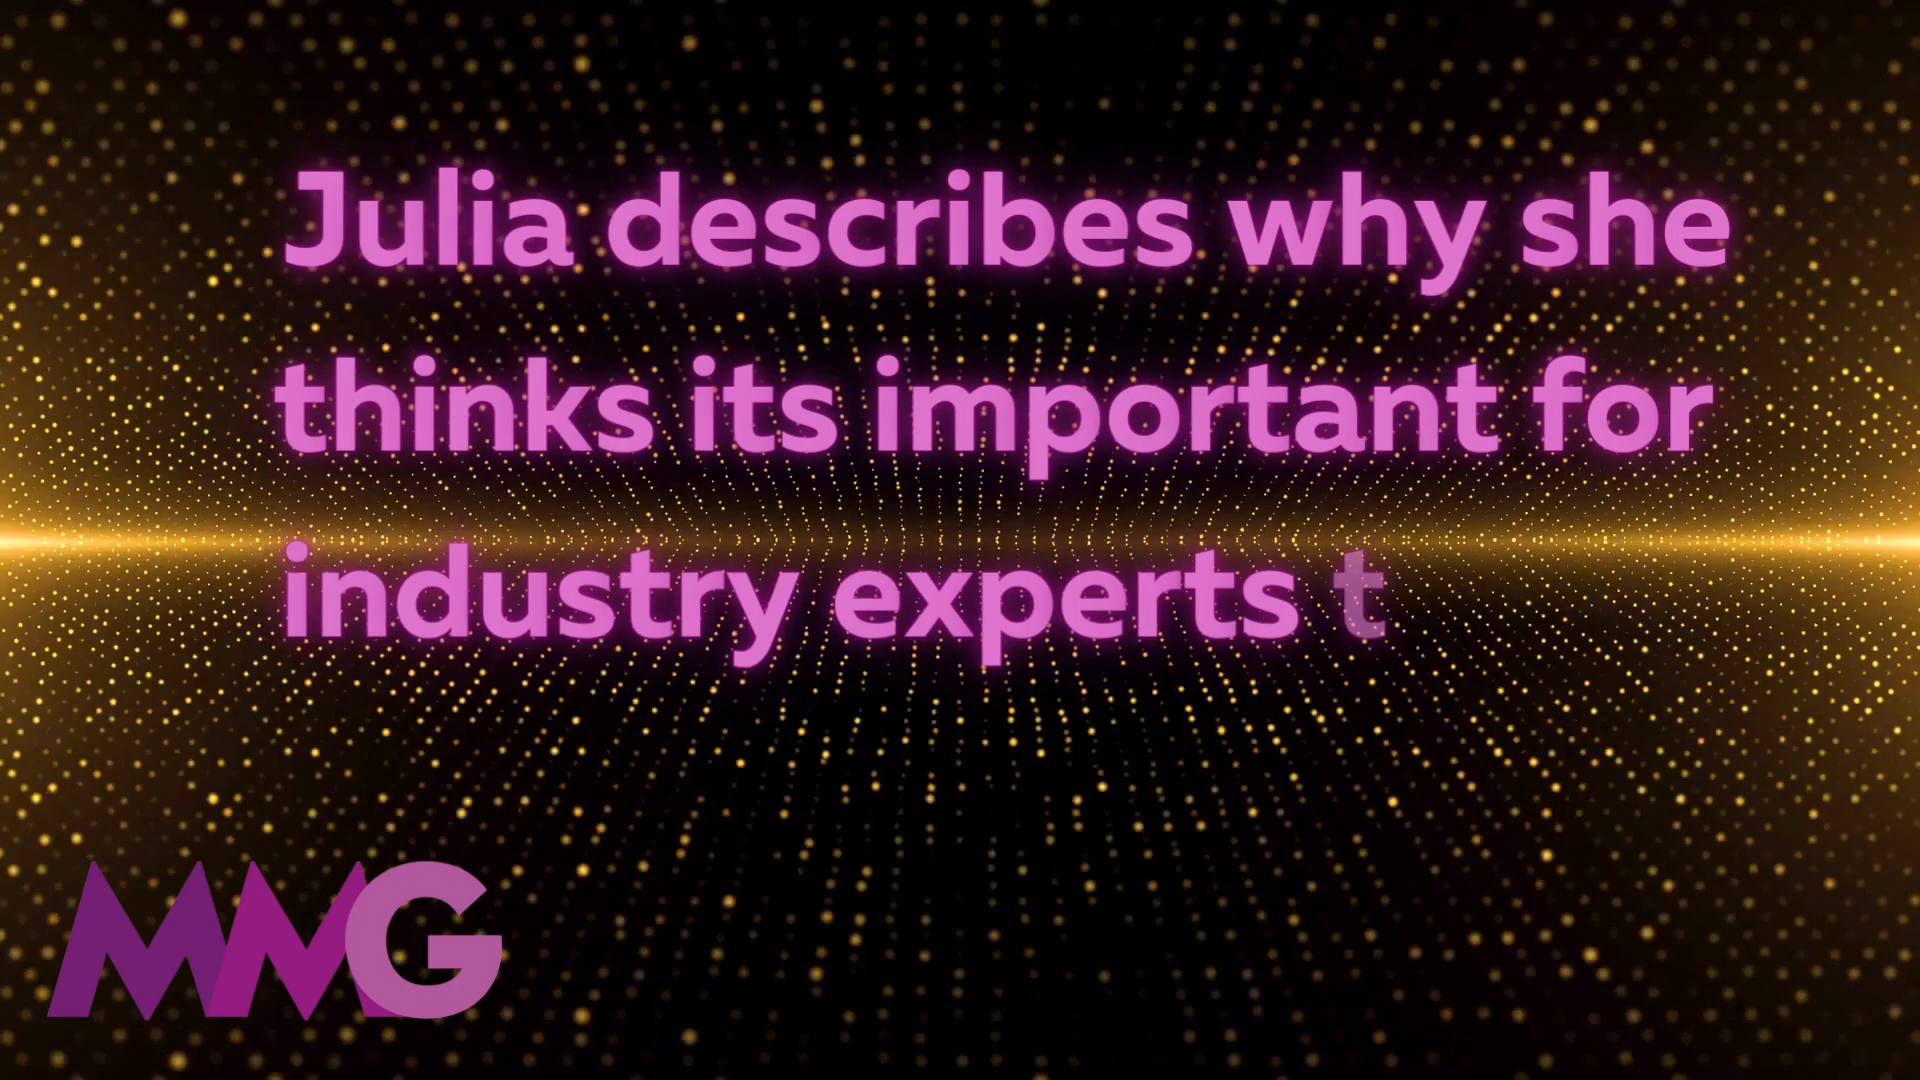 Julia describes why she
thinks its important for
industry experts t
MMG